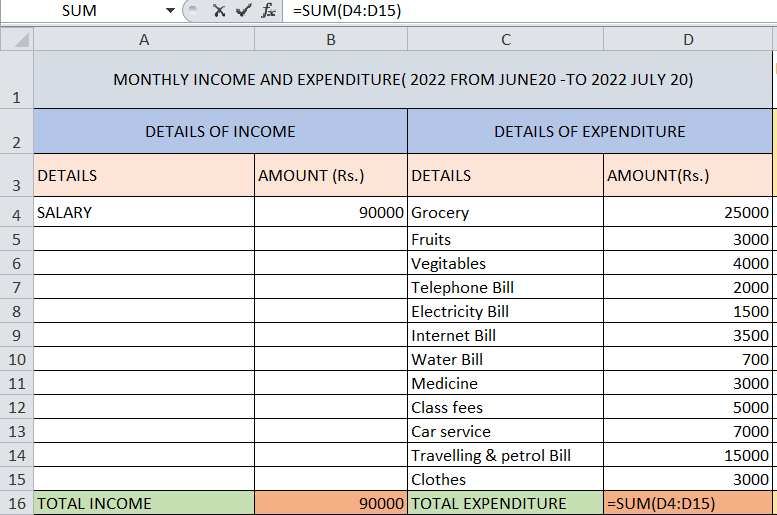 SUM =SUM(D4:D15)
A B C D
1 MONTHLY INCOME AND EXPENDITURE( 2022 FROM JUNE20 -TO 2022 JULY 20)
2 DETAILS OF INCOME DETAILS OF EXPENDITURE
3 DETAILS AMOUNT (Rs.) DETAILS AMOUNT(Rs.)
4 SALARY 90000 Grocery 25000
5 Fruits 3000
6 Vegitables 4000
7 Telephone Bill 2000
8 Electricity Bill 1500
9 Internet Bill 3500
10 Water Bill 700
11 Medicine 3000
12 Class fees 5000
13 Car service 7000
14 Travelling & petrol Bill 15000
15 Clothes 3000
16 TOTAL INCOME 90000 TOTAL EXPENDITURE =SUM(D4:D15)